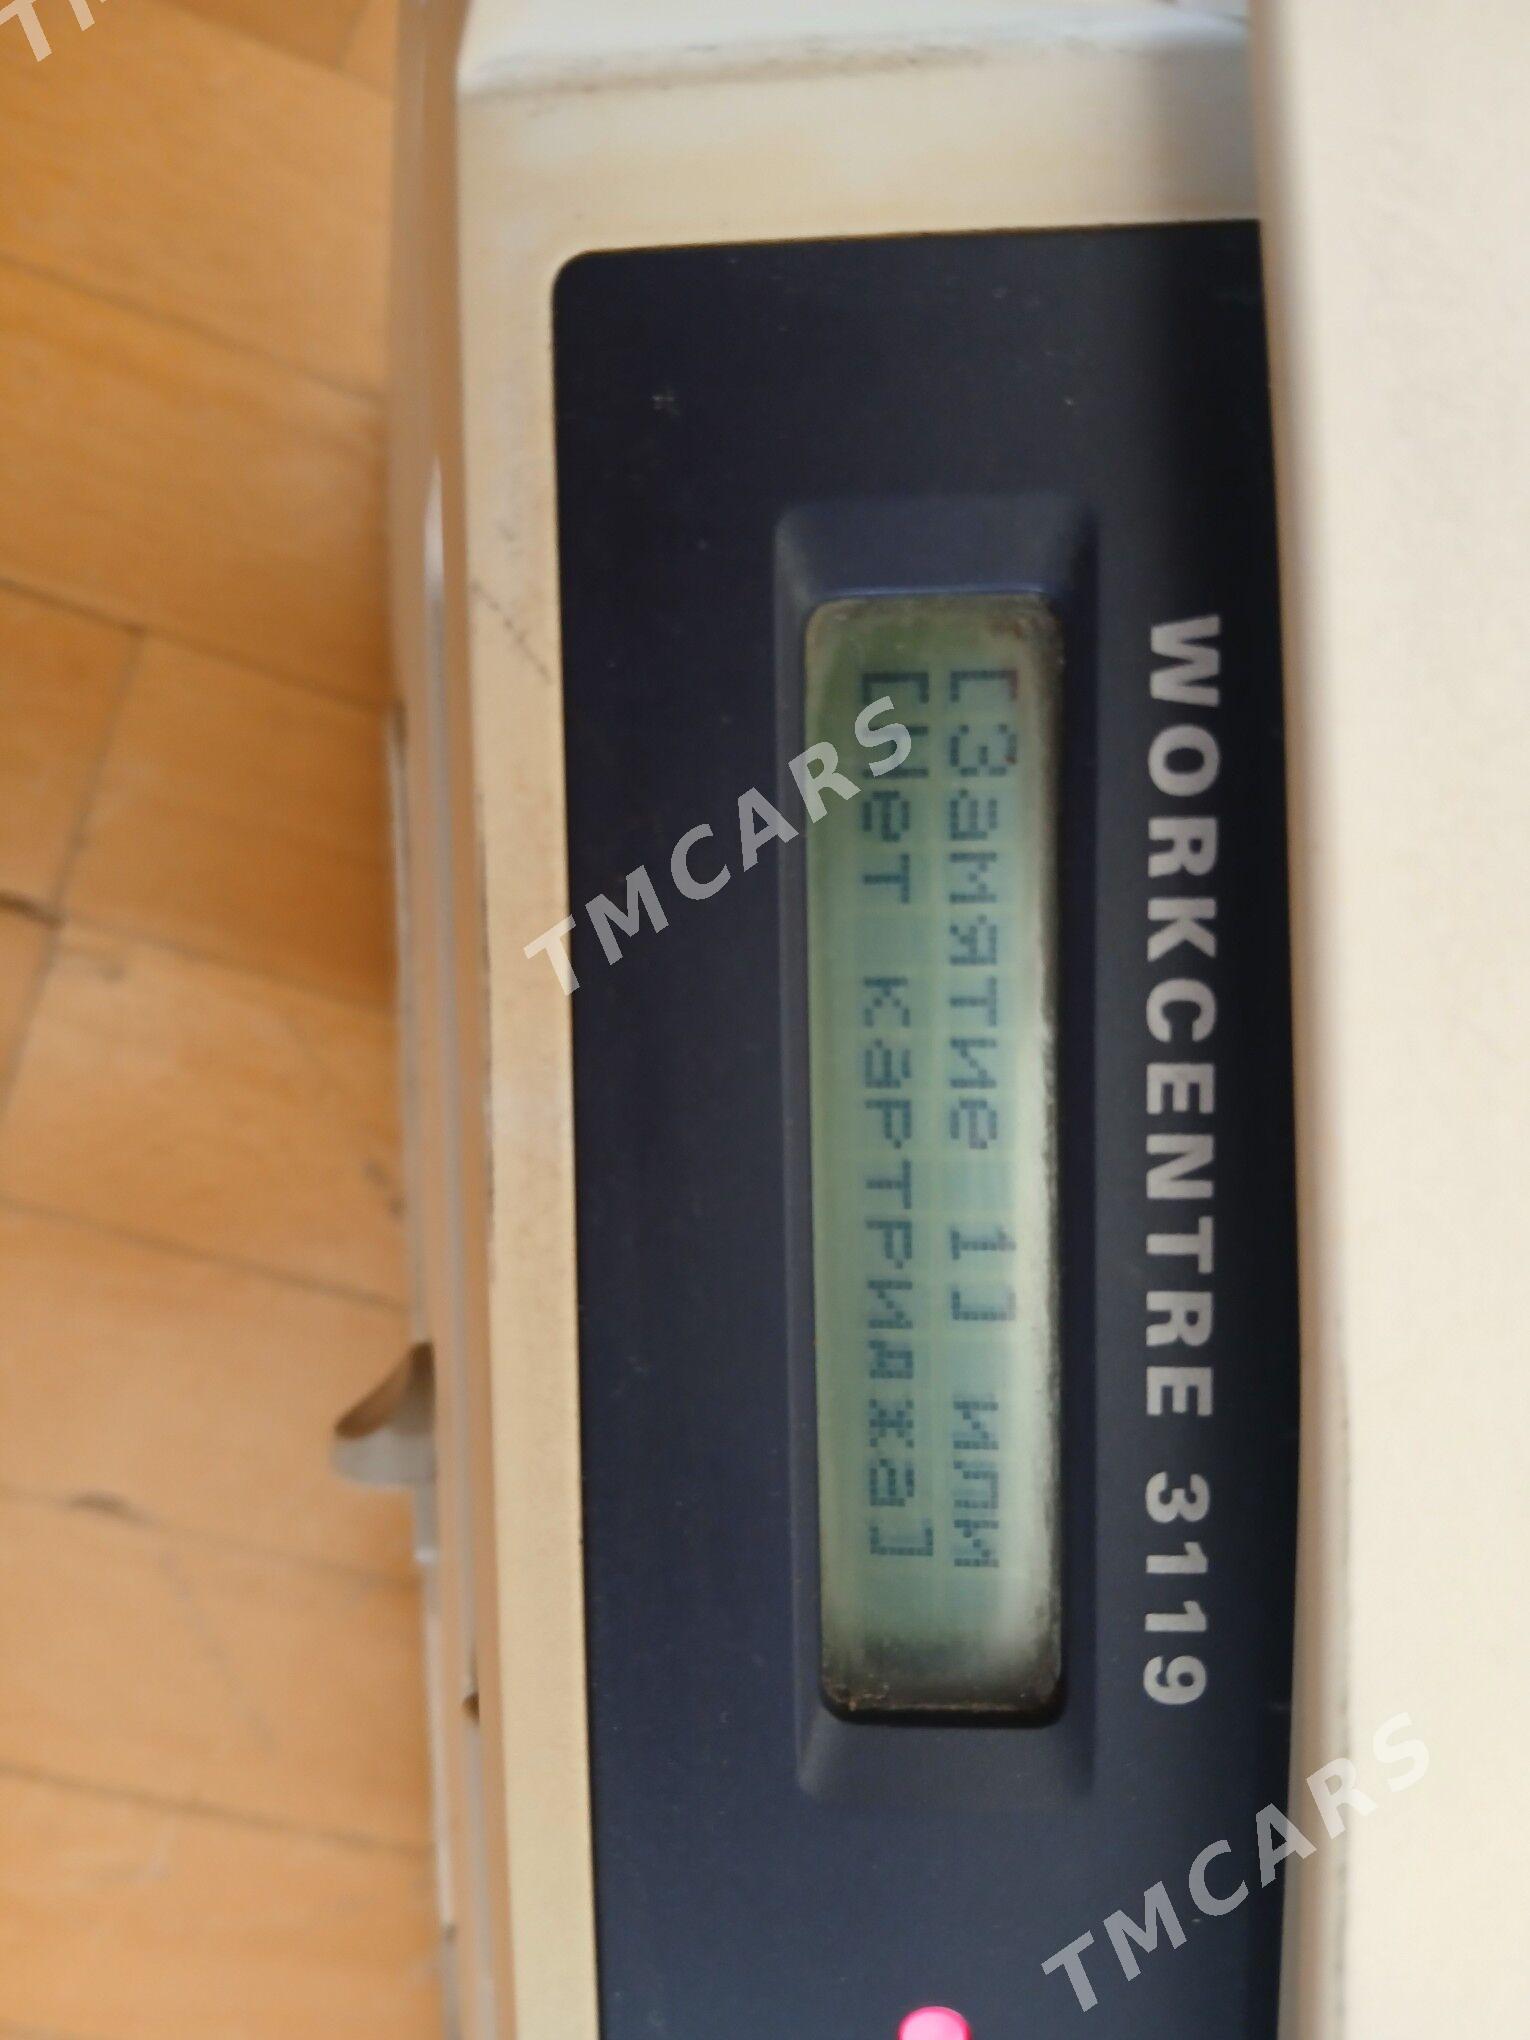 WORKCENTRE 3119
[Замятие 1] или
[Нет картриджа]
TMCARS
TMCARS